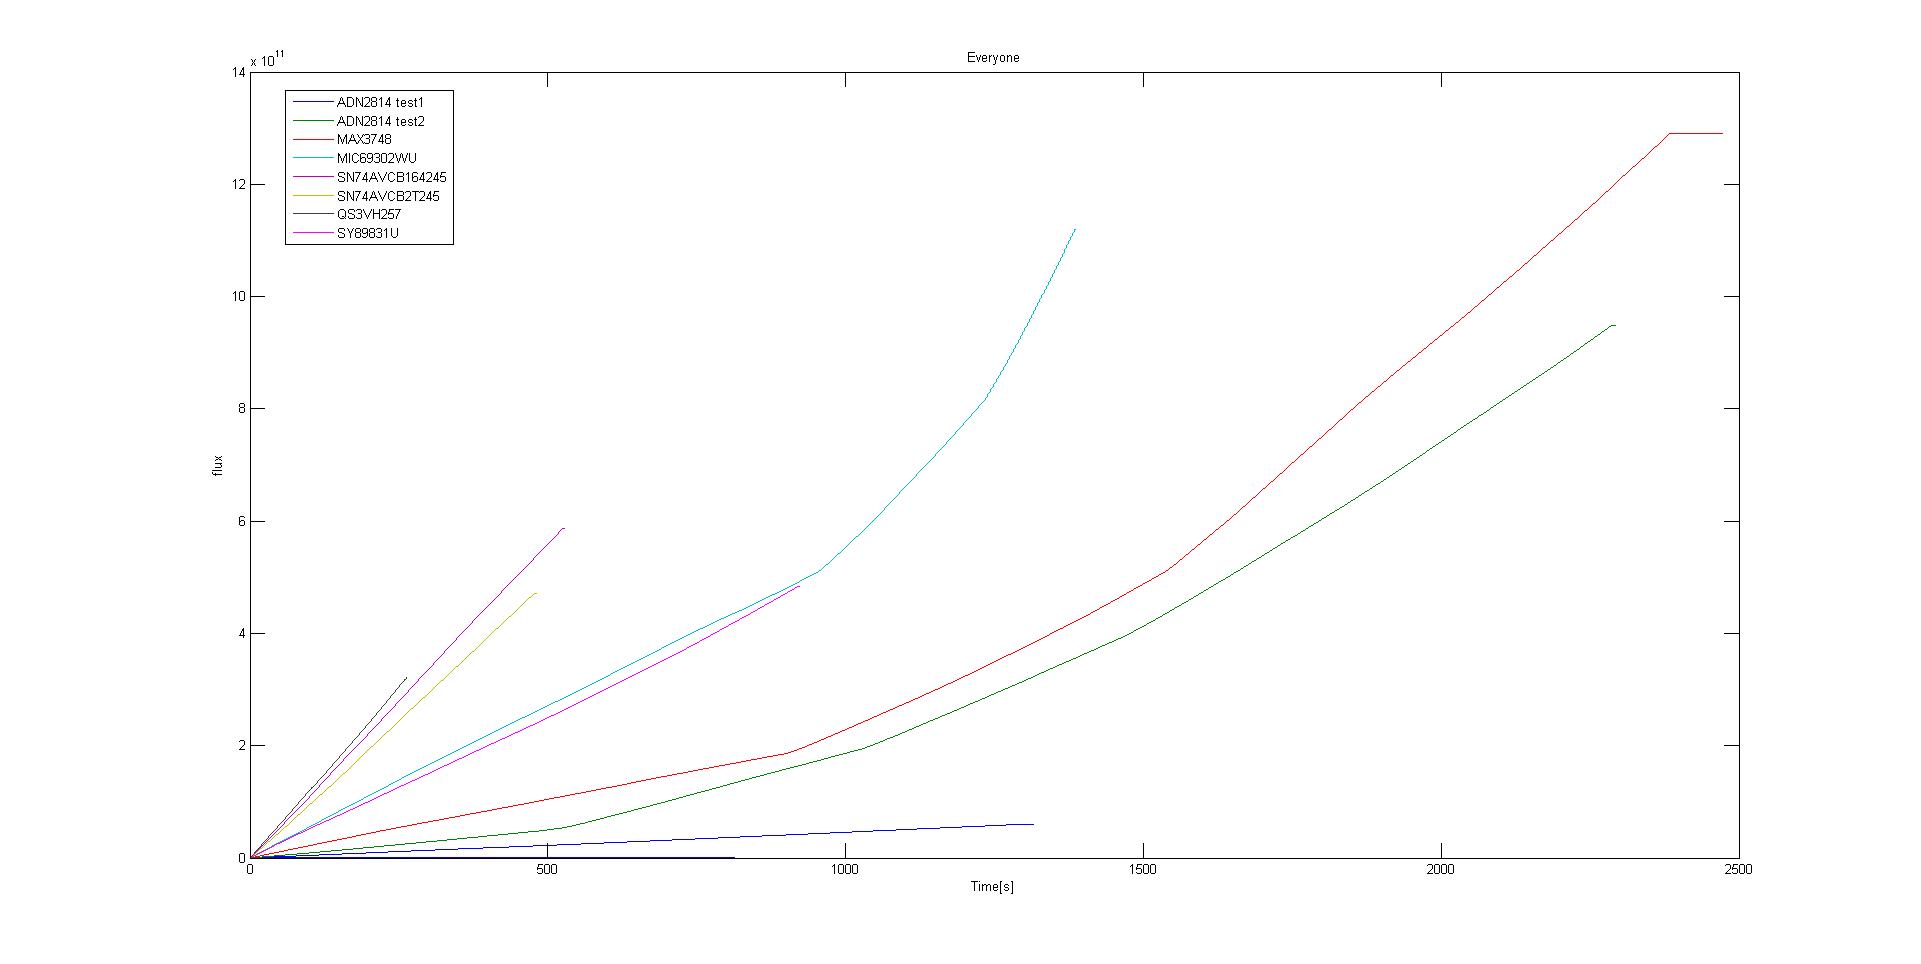 Everyone
x 10^11
14
12
10
8
6
4
2
0
flux
ADN2814 test1
ADN2814 test2
MAX3748
MIC69302WU
SN74AVCB164245
SN74AVCB2T245
QS3VH257
SY89831U
0 500 1000 1500 2000 2500
Time[s]